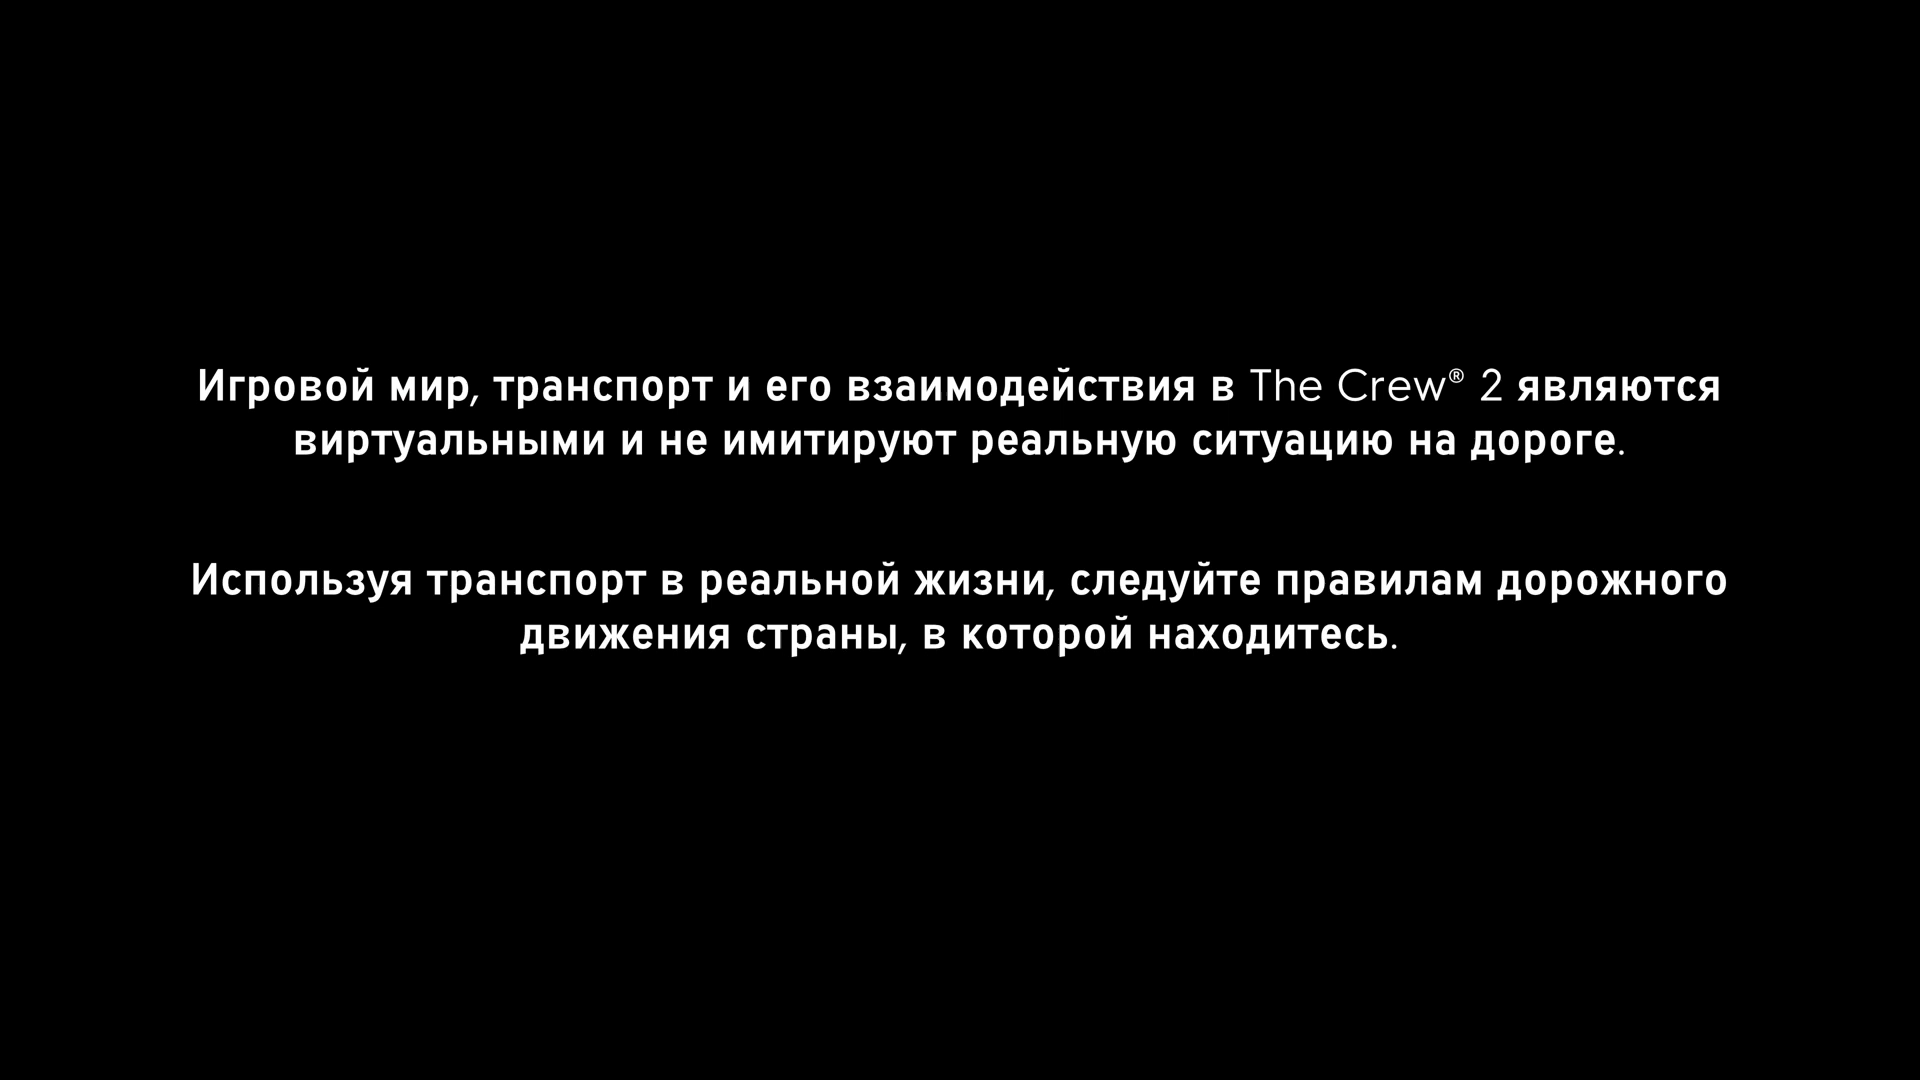 Игровой мир, транспорт и его взаимодействия в The Crew® 2 являются
виртуальными и не имитируют реальную ситуацию на дороге.
Используя транспорт в реальной жизни, следуйте правилам дорожного
движения страны, в которой находитесь.